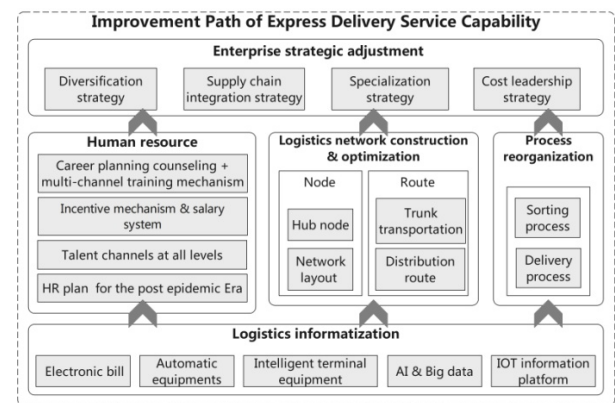 Improvement Path of Express Delivery Service Capability
Enterprise strategic adjustment
Diversification
strategy
Supply chain
integration strategy
Specialization
strategy
Cost leadership
strategy
Human resource
Career planning counseling +
multi-channel training mechanism
Incentive mechanism & salary
system
Talent channels at all levels
HR plan for the post epidemic Era
Logistics network construction
& optimization
Node
Hub node
Network
layout
Route
Trunk
transportation
Distribution
route
Process
reorganization
Sorting
process
Delivery
process
Logistics informatization
Electronic bill
Automatic
equipments
Intelligent terminal
equipment
AI & Big data
IOT information
platform